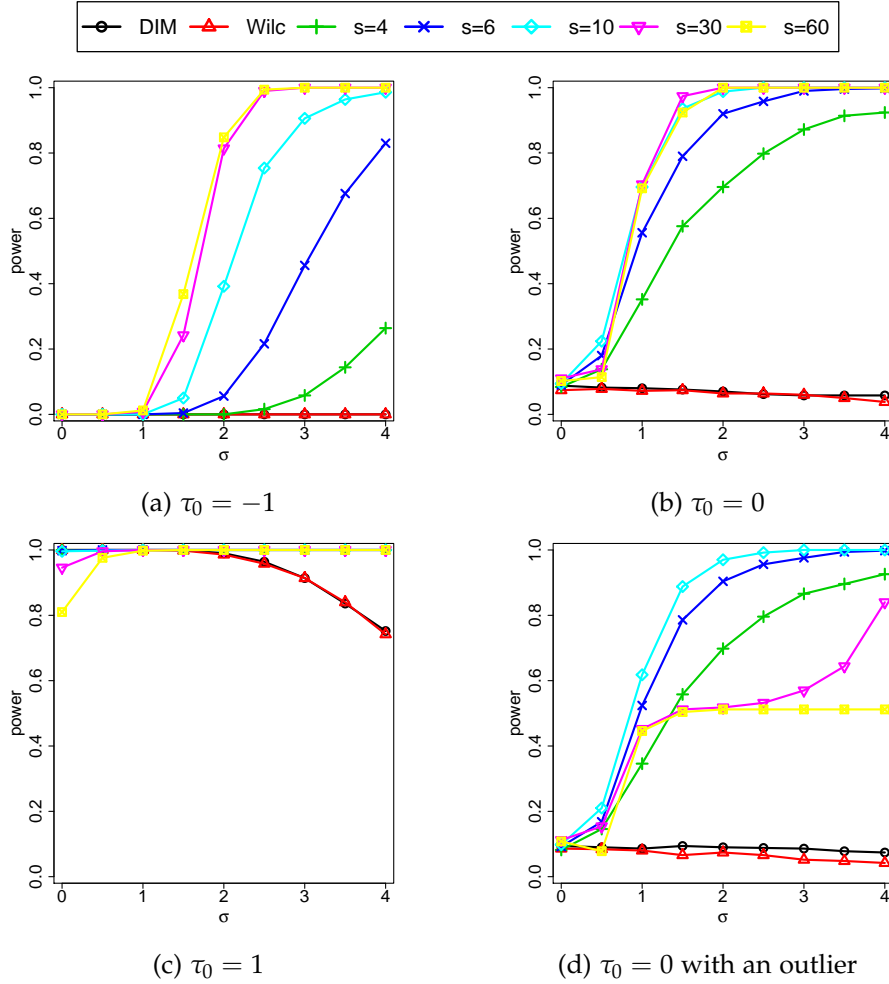 DIM Wilc s=4 s=6 s=10 s=30 s=60
1.0
0.8
0.6
0.4
0.2
0.0
power
0 1 2 3 4
σ
(a) τ₀ = −1
1.0
0.8
0.6
0.4
0.2
0.0
power
0 1 2 3 4
σ
(b) τ₀ = 0
1.0
0.8
0.6
0.4
0.2
0.0
power
0 1 2 3 4
σ
(c) τ₀ = 1
1.0
0.8
0.6
0.4
0.2
0.0
power
0 1 2 3 4
σ
(d) τ₀ = 0 with an outlier